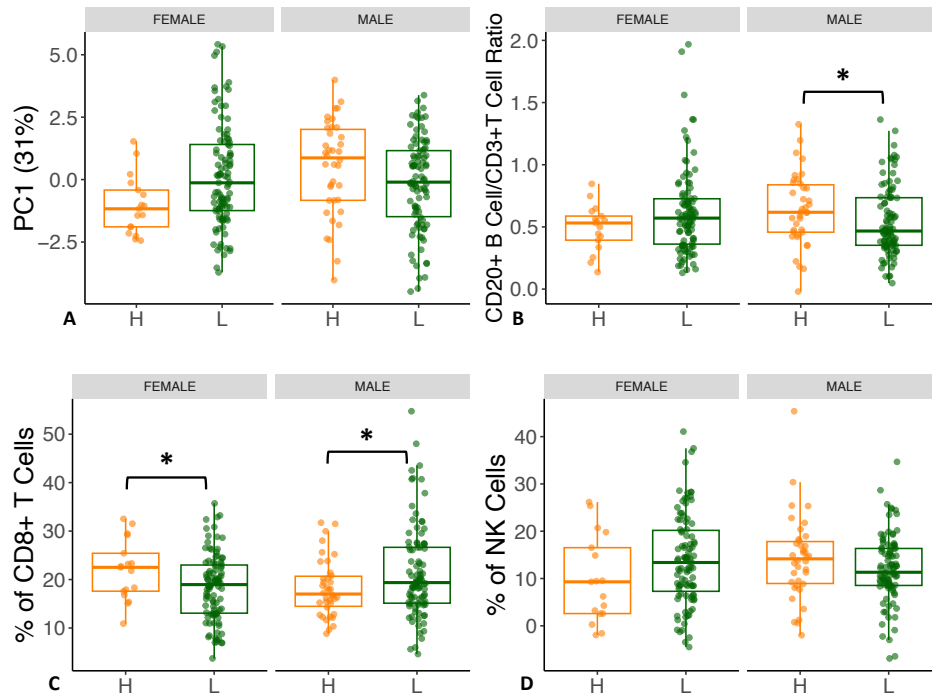 FEMALE MALE
PC1 (31%)
5.0
2.5
0.0
−2.5
H L H L
A
FEMALE MALE
CD20+ B Cell/CD3+T Cell Ratio
2.0
1.5
1.0
0.5
0.0
*
H L H L
B
FEMALE MALE
% of CD8+ T Cells
50
40
30
20
10
* *
H L H L
C
FEMALE MALE
% of NK Cells
40
30
20
10
0
H L H L
D